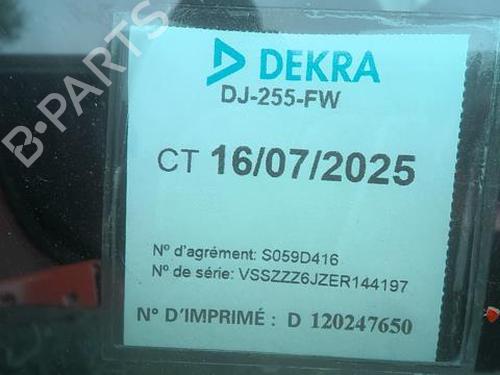 DEKRA
DJ-255-FW
CT 16/07/2025
N° d'agrément: S059D416
N° de série: VSSZZZ6JZER144197
N° D'IMPRIMÉ : D 120247650
B-PARTS